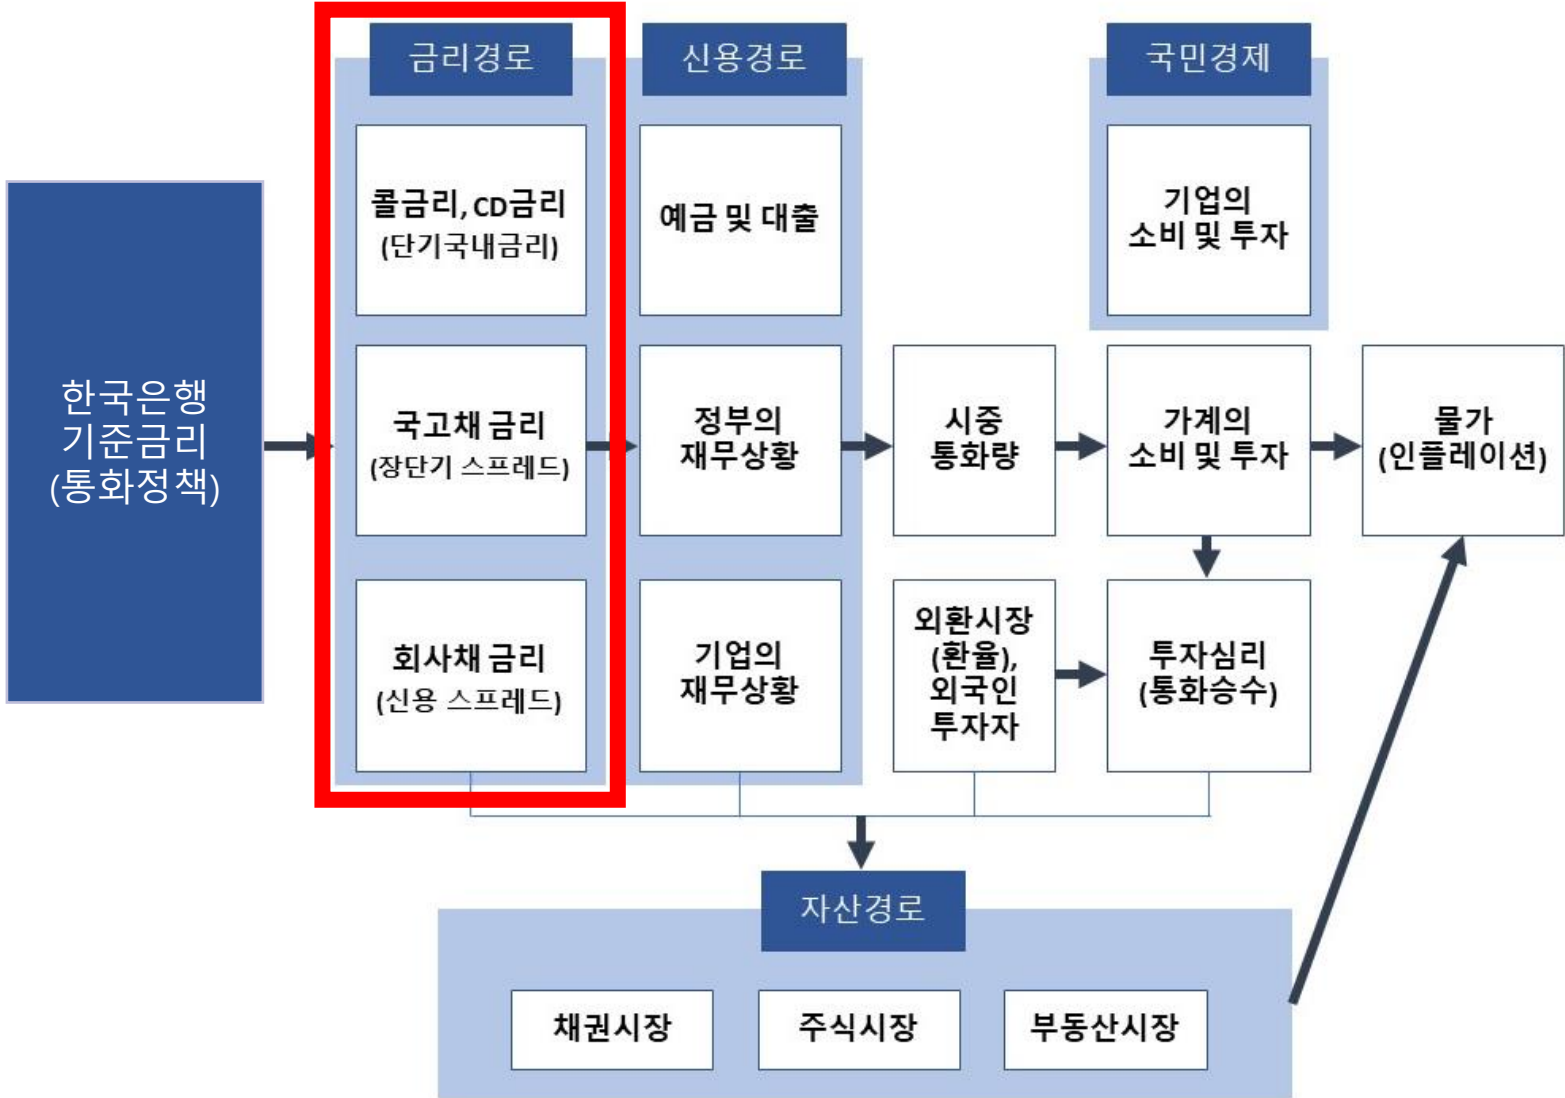 금리경로
신용경로
국민경제
한국은행
기준금리
(통화정책)
콜금리, CD금리
(단기국내금리)
예금 및 대출
기업의
소비 및 투자
국고채 금리
(장단기 스프레드)
정부의
재무상황
시중
통화량
가계의
소비 및 투자
물가
(인플레이션)
회사채 금리
(신용 스프레드)
기업의
재무상황
외환시장
(환율),
외국인
투자자
투자심리
(통화승수)
자산경로
채권시장
주식시장
부동산시장